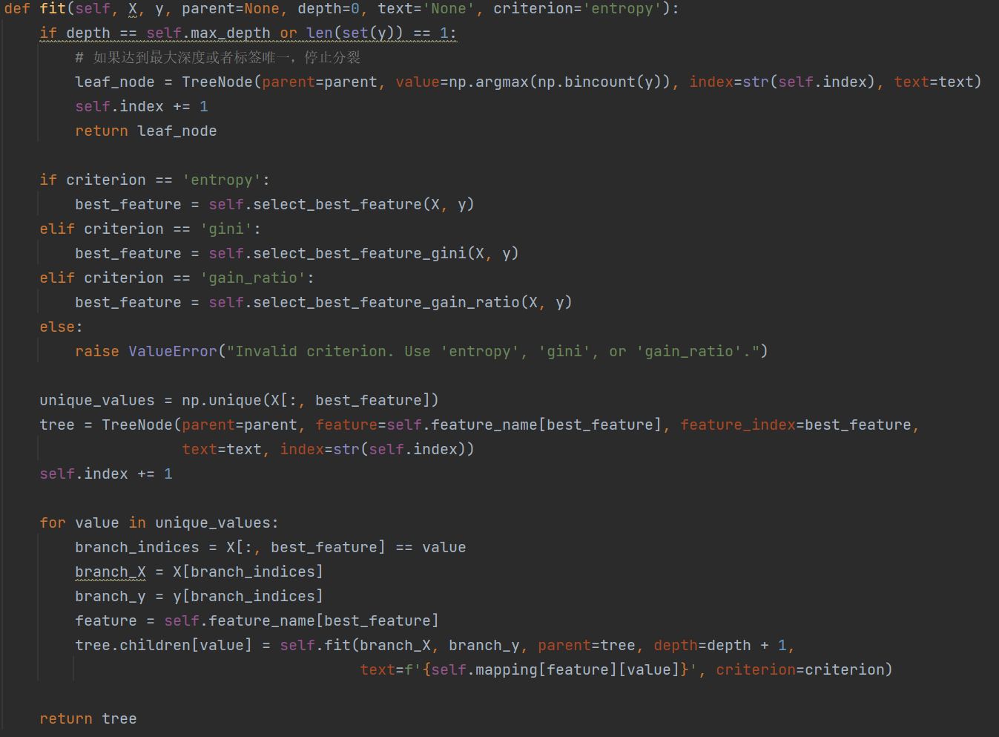 def fit(self, X, y, parent=None, depth=0, text='None', criterion='entropy'):
    if depth == self.max_depth or len(set(y)) == 1:
        # 如果达到最大深度或者标签唯一，停止分裂
        leaf_node = TreeNode(parent=parent, value=np.argmax(np.bincount(y)), index=str(self.index), text=text)
        self.index += 1
        return leaf_node

    if criterion == 'entropy':
        best_feature = self.select_best_feature(X, y)
    elif criterion == 'gini':
        best_feature = self.select_best_feature_gini(X, y)
    elif criterion == 'gain_ratio':
        best_feature = self.select_best_feature_gain_ratio(X, y)
    else:
        raise ValueError("Invalid criterion. Use 'entropy', 'gini', or 'gain_ratio'.")

    unique_values = np.unique(X[:, best_feature])
    tree = TreeNode(parent=parent, feature=self.feature_name[best_feature], feature_index=best_feature,
                    text=text, index=str(self.index))
    self.index += 1

    for value in unique_values:
        branch_indices = X[:, best_feature] == value
        branch_X = X[branch_indices]
        branch_y = y[branch_indices]
        feature = self.feature_name[best_feature]
        tree.children[value] = self.fit(branch_X, branch_y, parent=tree, depth=depth + 1,
                                        text=f'{self.mapping[feature][value]}', criterion=criterion)

    return tree